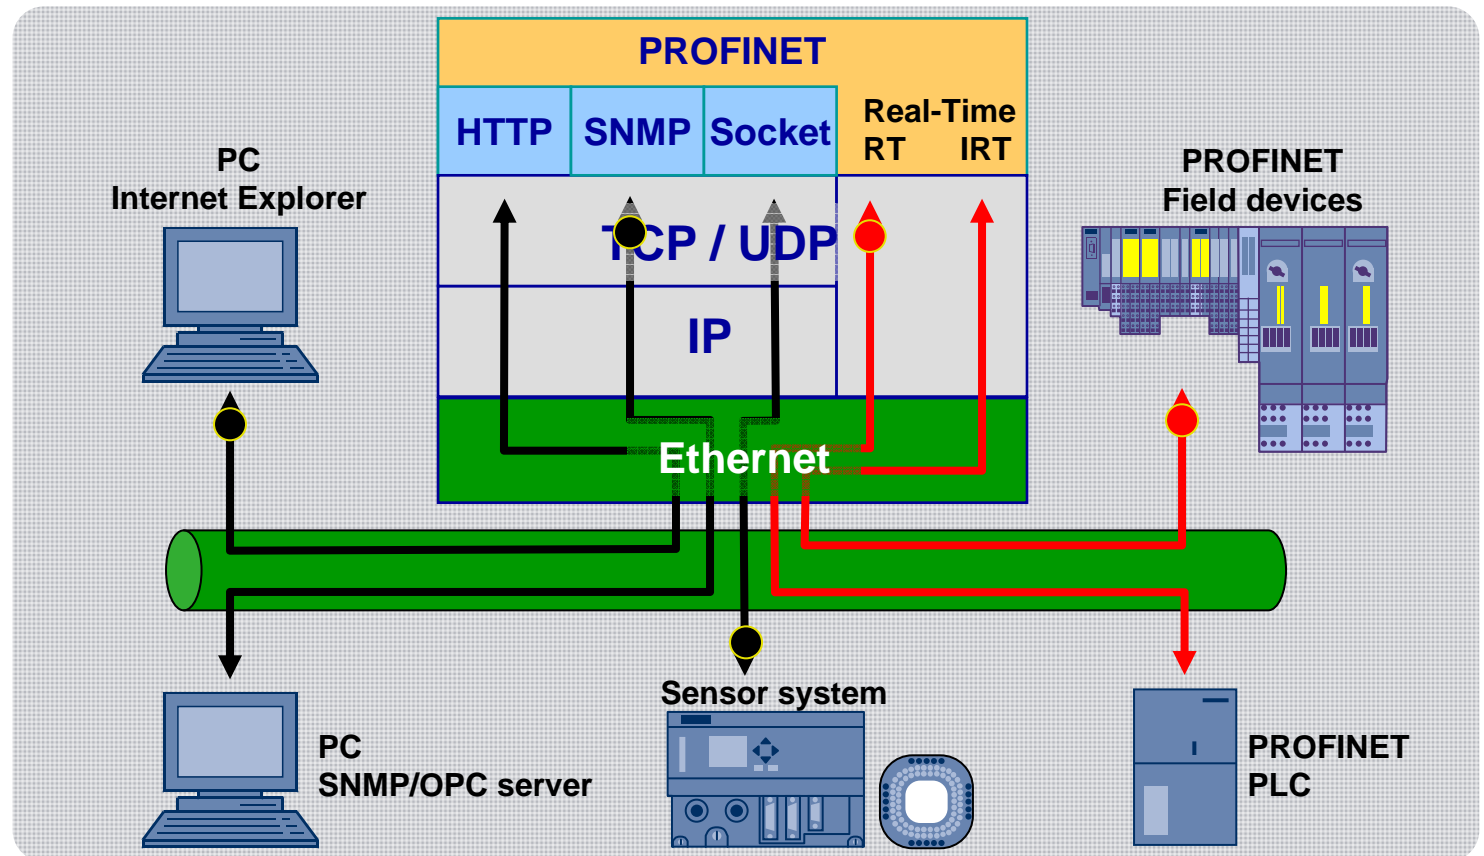 PROFINET
HTTP
SNMP
Socket
Real-Time
RT IRT
PC
Internet Explorer
PROFINET
Field devices
TCP / UDP
IP
Ethernet
Sensor system
PC
SNMP/OPC server
PROFINET
PLC